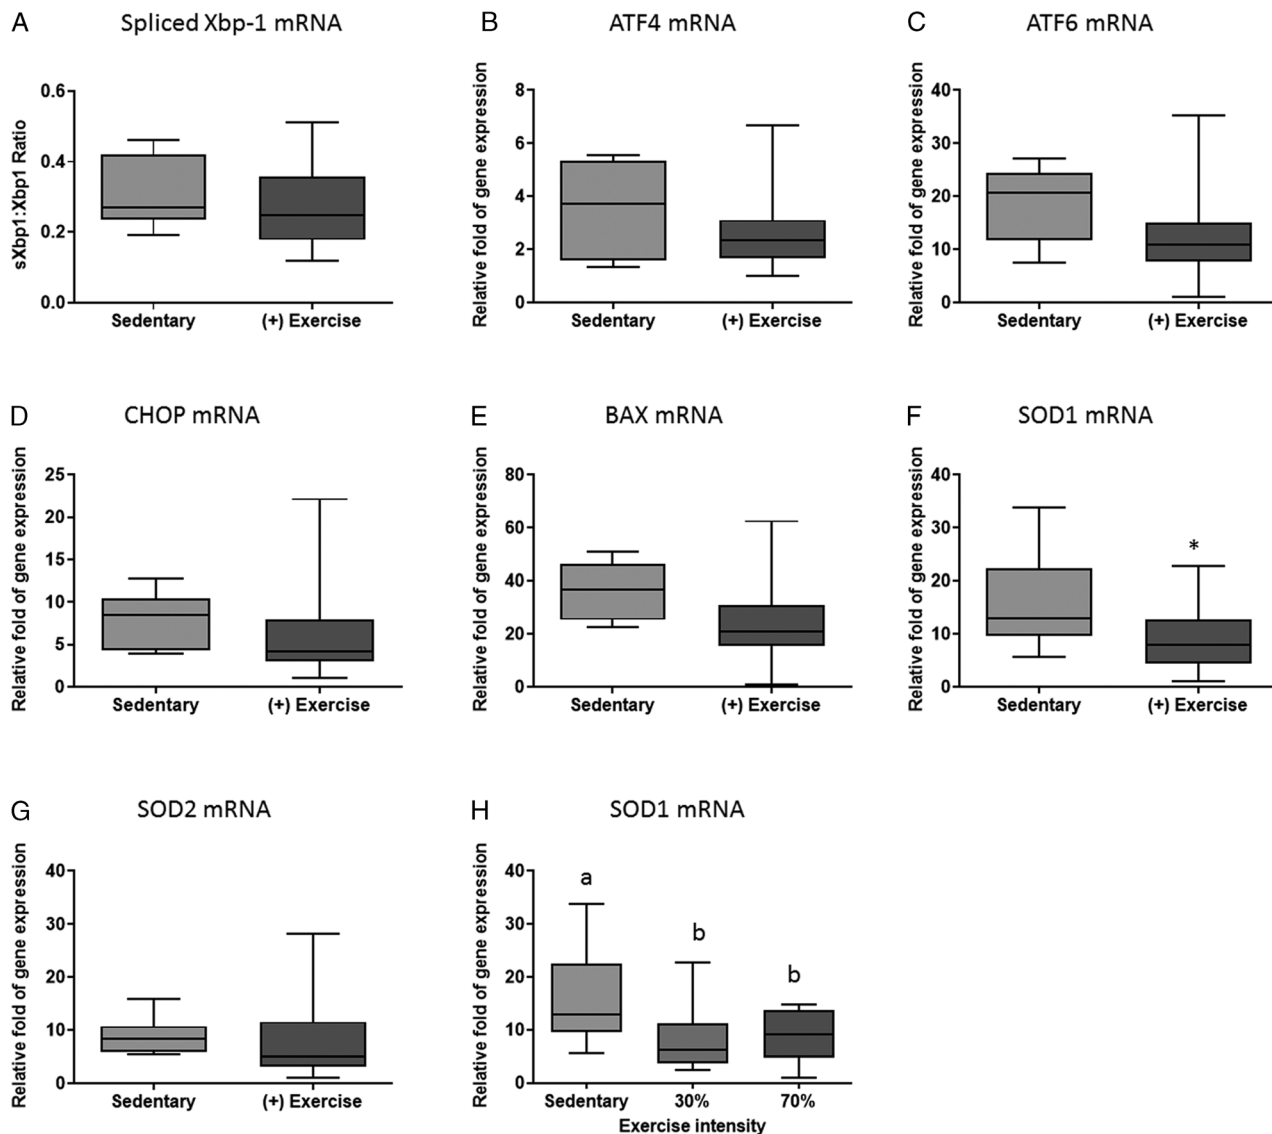 A Spliced Xbp-1 mRNA
sXbp1:Xbp1 Ratio
0.6
0.4
0.2
0.0
Sedentary (+) Exercise
B ATF4 mRNA
Relative fold of gene expression
8
6
4
2
0
Sedentary (+) Exercise
C ATF6 mRNA
Relative fold of gene expression
40
30
20
10
0
Sedentary (+) Exercise
D CHOP mRNA
Relative fold of gene expression
25
20
15
10
5
0
Sedentary (+) Exercise
E BAX mRNA
Relative fold of gene expression
80
60
40
20
0
Sedentary (+) Exercise
F SOD1 mRNA
Relative fold of gene expression
40
30
20
10
0
*
Sedentary (+) Exercise
G SOD2 mRNA
Relative fold of gene expression
40
30
20
10
0
Sedentary (+) Exercise
H SOD1 mRNA
Relative fold of gene expression
40
30
20
10
0
a
b
b
Sedentary 30% 70%
Exercise intensity